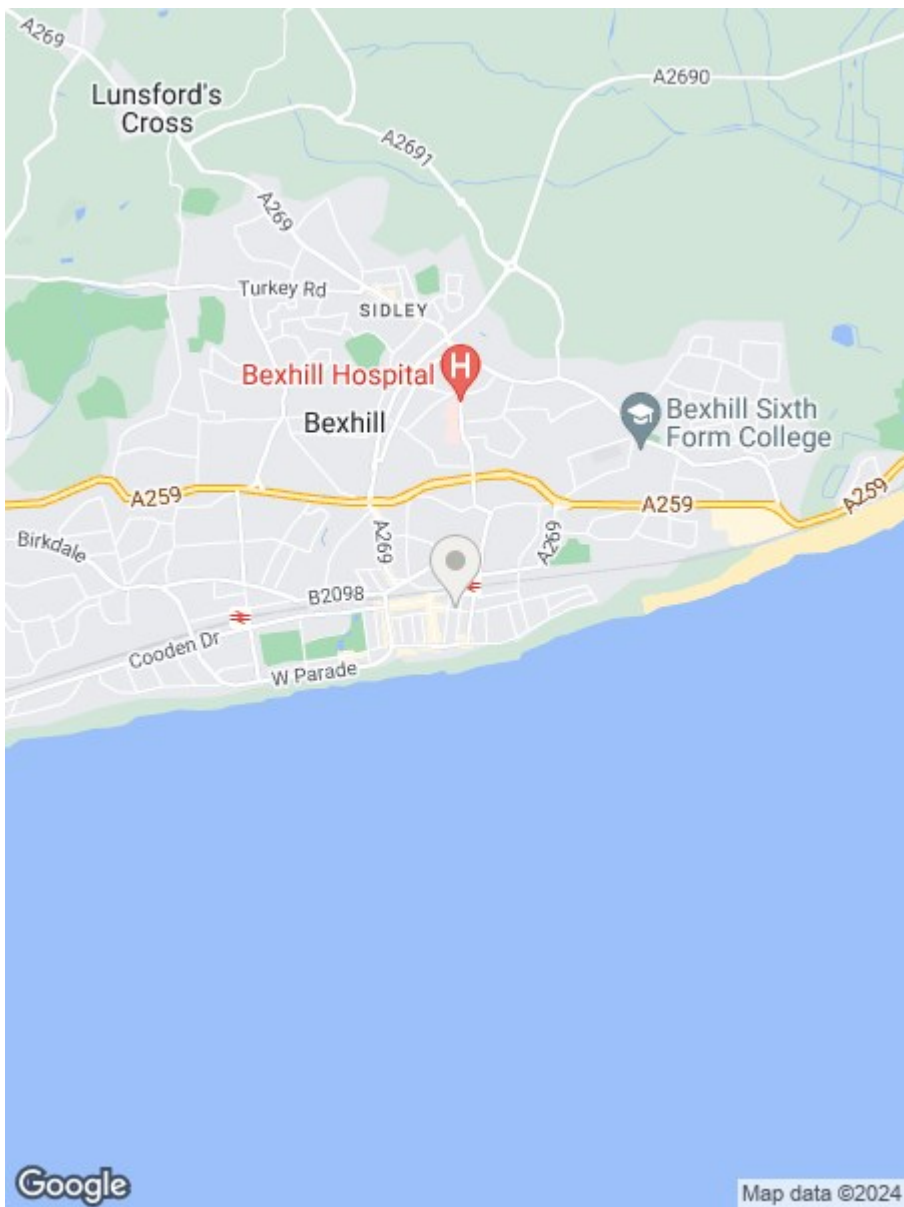 A269
A2690
Lunsford's
Cross
A2691
A269
Turkey Rd
SIDLEY
H
Bexhill Hospital
Bexhill
Bexhill Sixth
Form College
A259
A259
A259
Birkdale
A269
A269
B2098
Cooden Dr
W Parade
Google
Map data ©2024